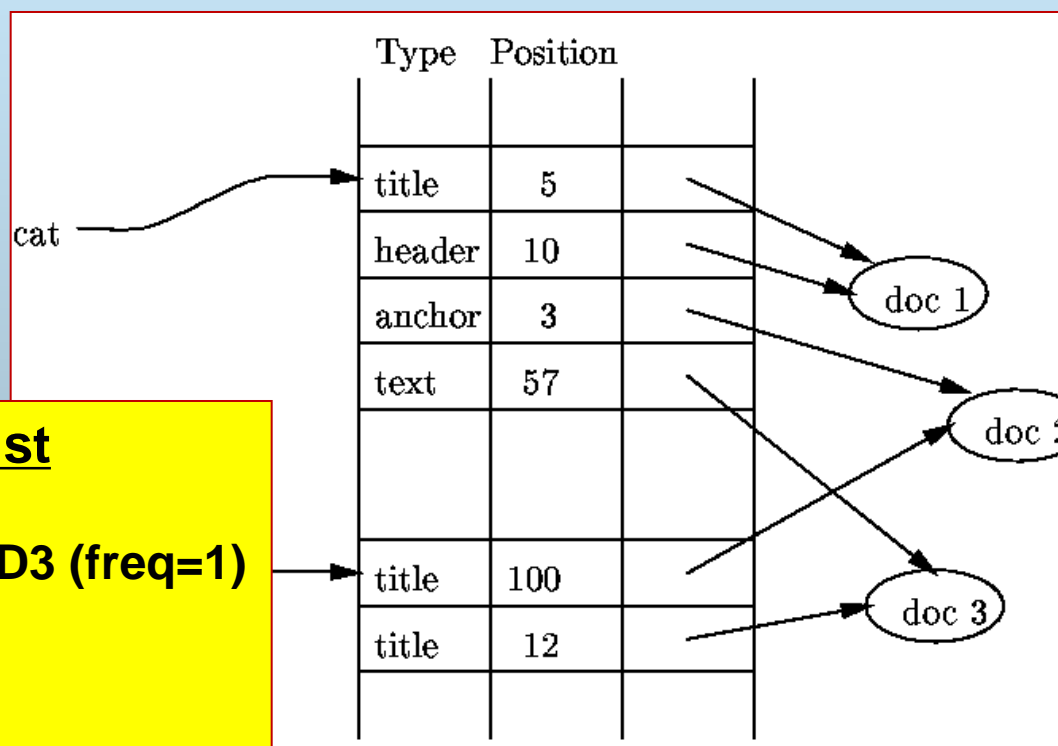 Type Position
title 5
cat
header 10
doc 1
anchor 3
text 57
doc
st
D3 (freq=1)
title 100
doc 3
title 12